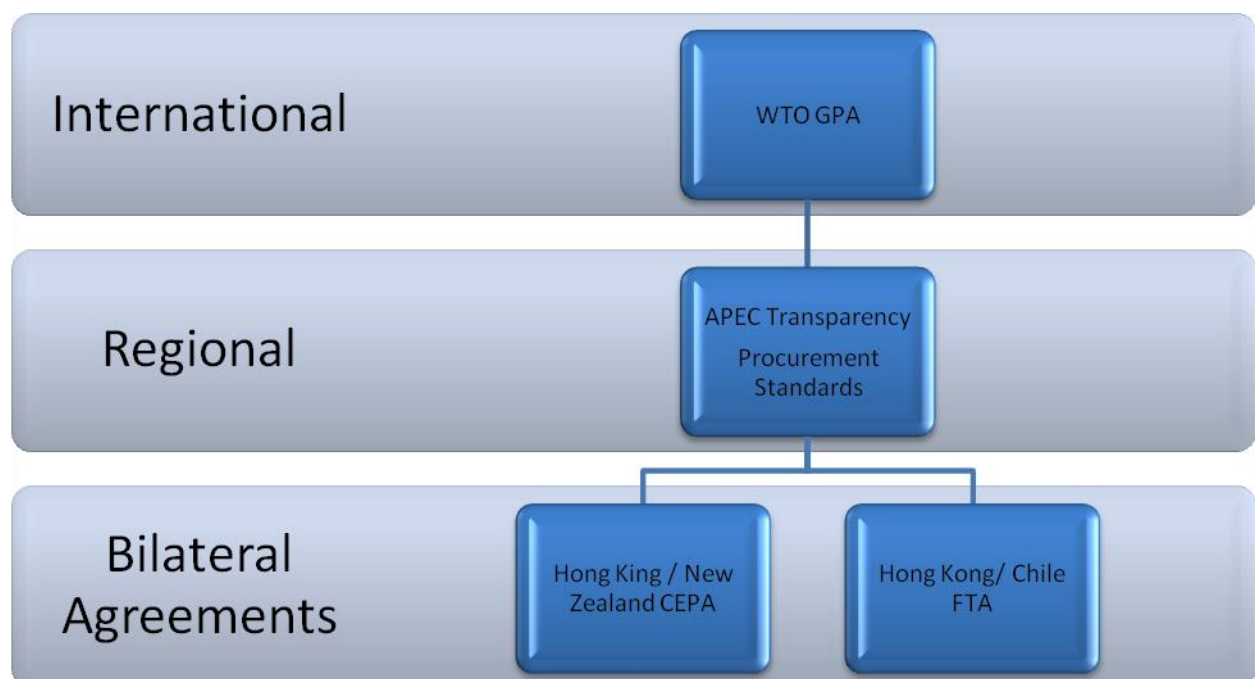 International
WTO GPA
Regional
APEC Transparency
Procurement
Standards
Bilateral
Agreements
Hong King / New
Zealand CEPA
Hong Kong/ Chile
FTA